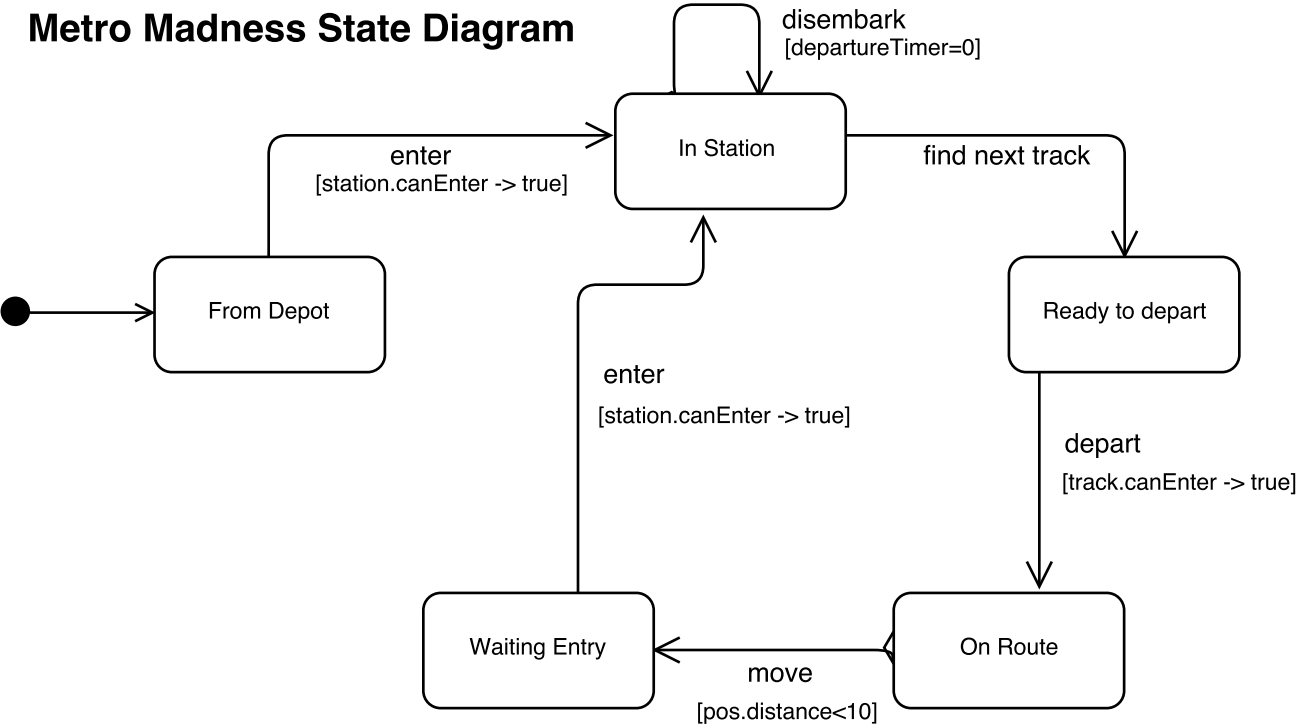 Metro Madness State Diagram
disembark
[departureTimer=0]
In Station
enter
[station.canEnter -> true]
find next track
From Depot
Ready to depart
enter
[station.canEnter -> true]
depart
[track.canEnter -> true]
Waiting Entry
On Route
move
[pos.distance<10]